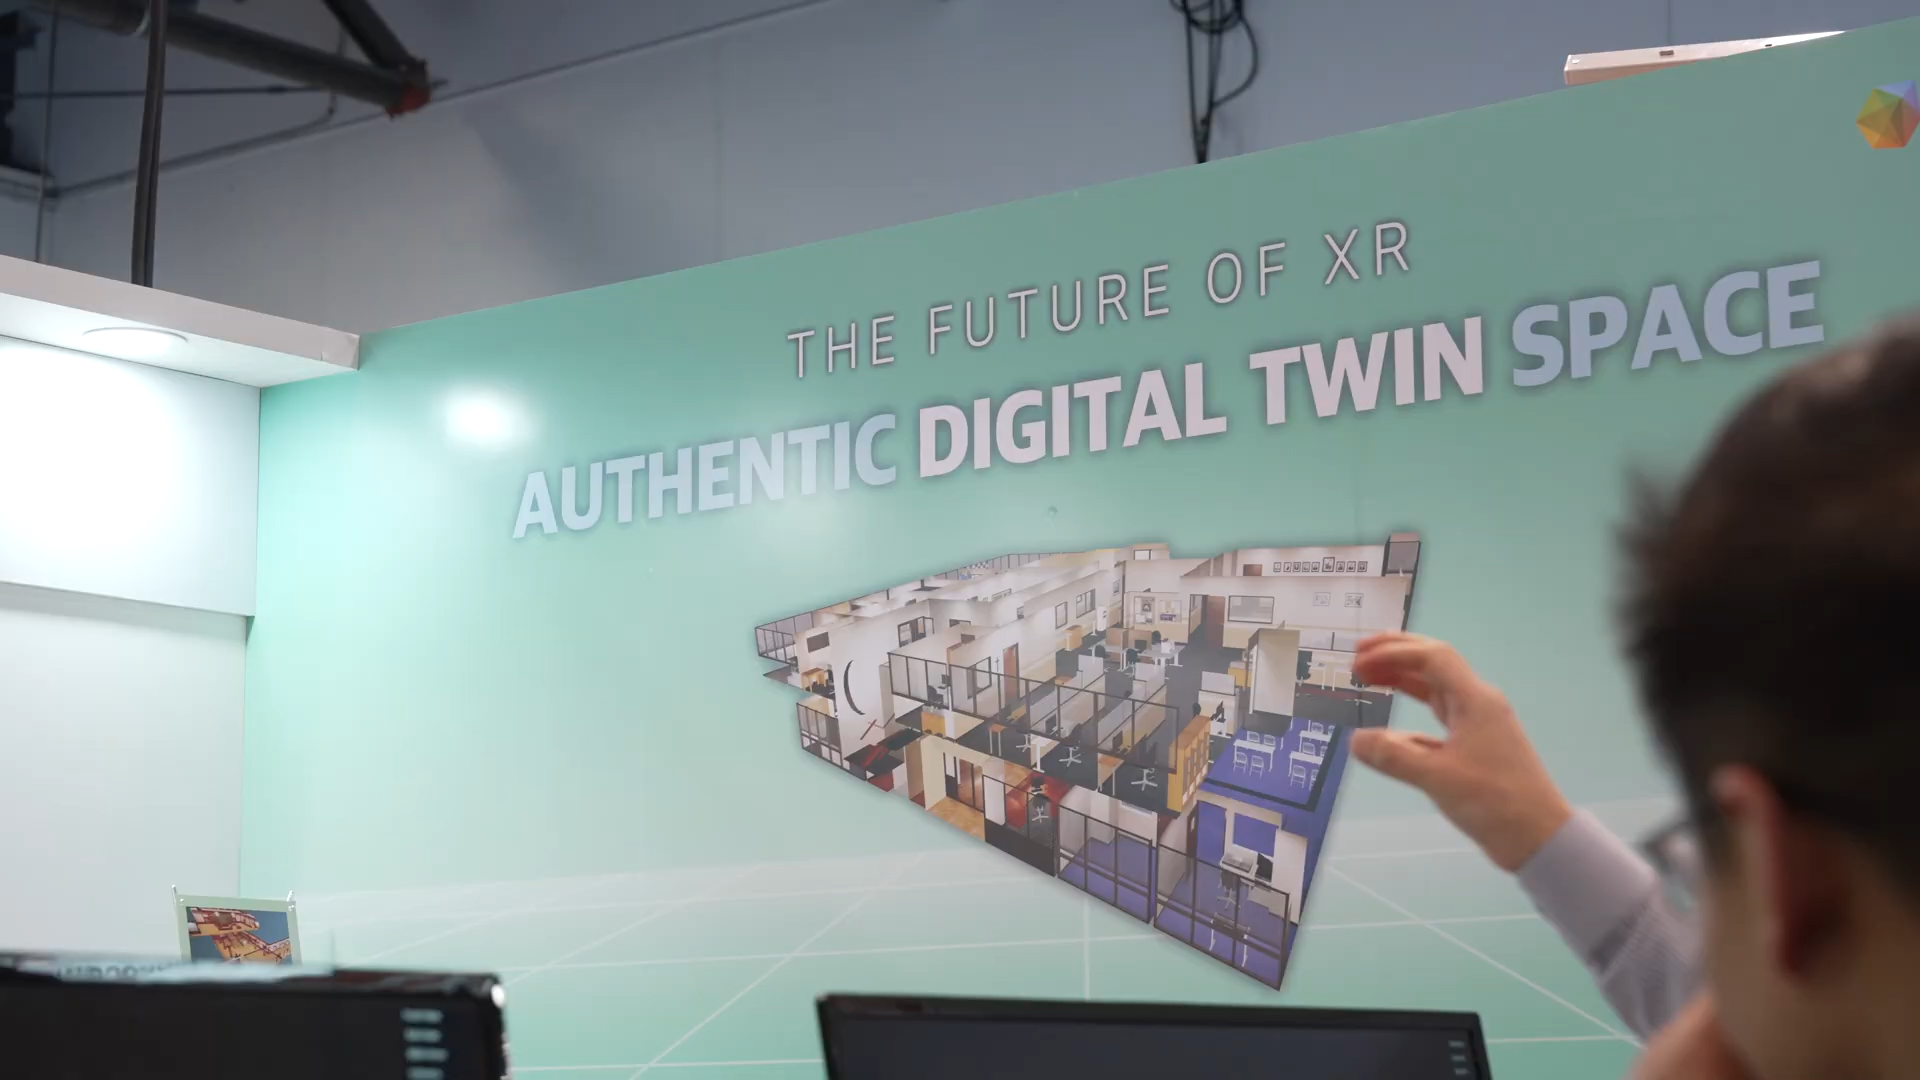 THE FUTURE OF XR
AUTHENTIC DIGITAL TWIN SPACE